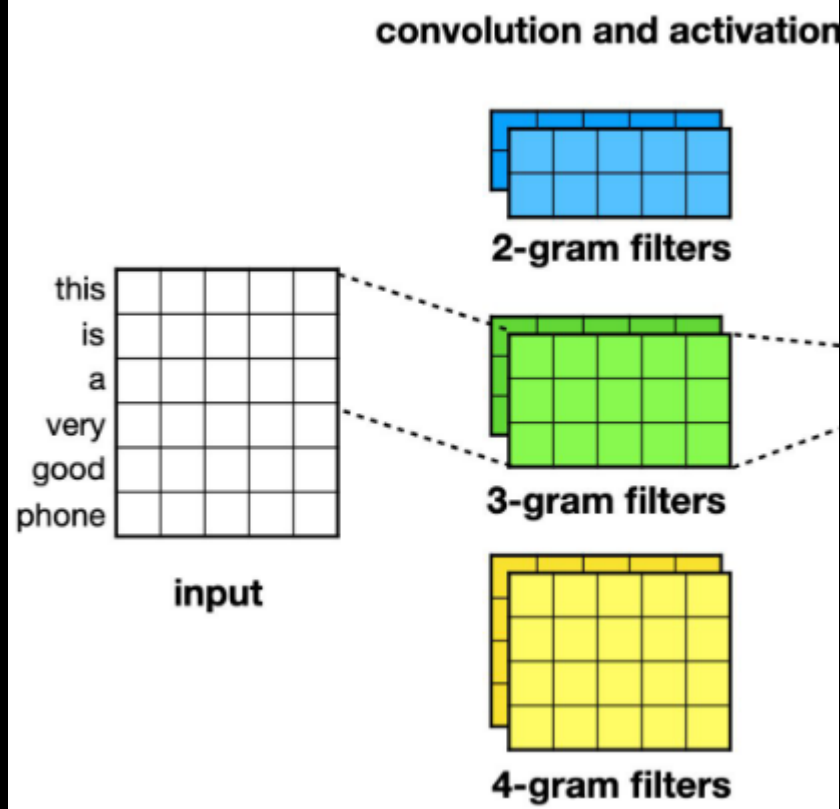 convolution and activation
2-gram filters
this
is
a
very
good
phone
3-gram filters
input
4-gram filters